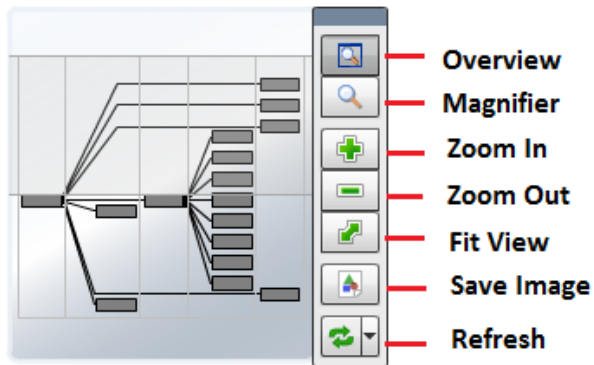 Overview
Magnifier
Zoom In
Zoom Out
Fit View
Save Image
Refresh